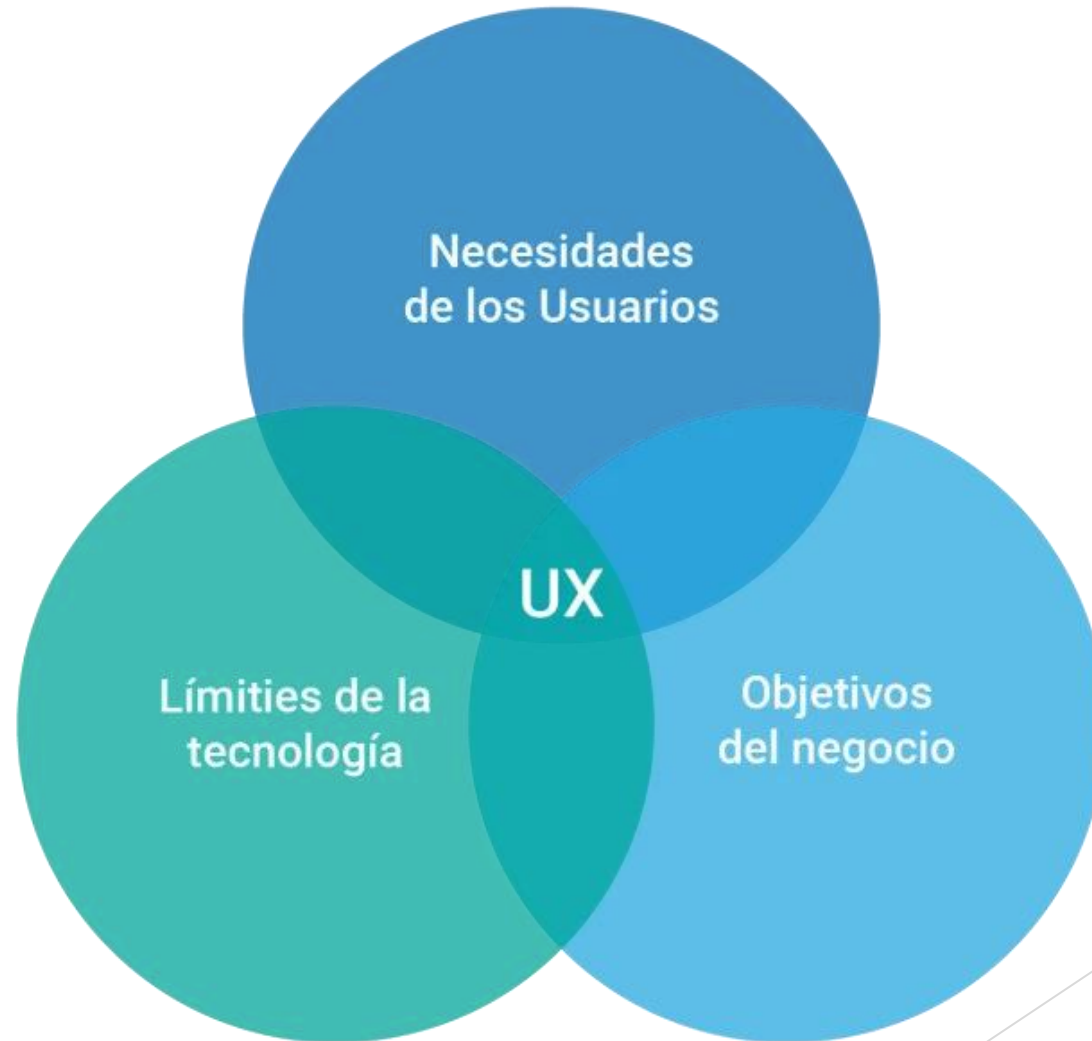 Necesidades
de los Usuarios
UX
Límities de la
tecnología
Objetivos
del negocio